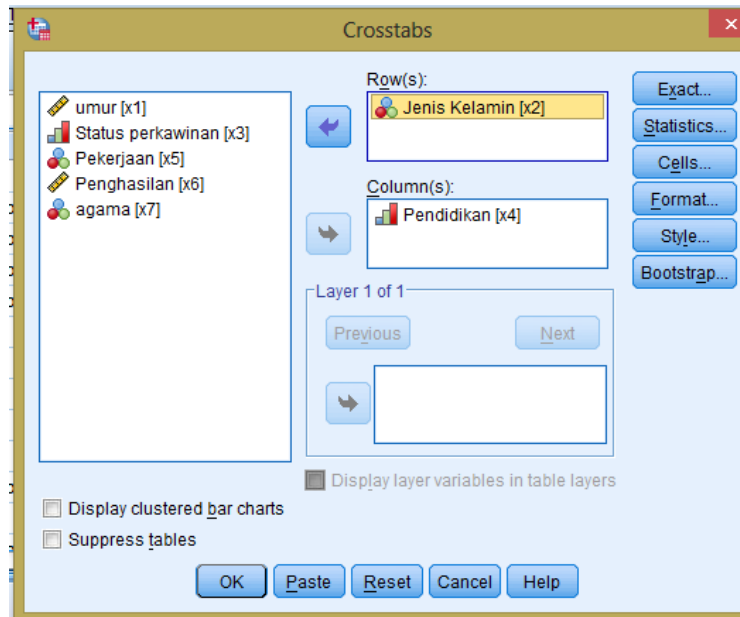 Crosstabs
umur [x1]
Status perkawinan [x3]
Pekerjaan [x5]
Penghasilan [x6]
agama [x7]
Row(s):
Jenis Kelamin [x2]
Column(s):
Pendidikan [x4]
Layer 1 of 1
Previous
Next
Display layer variables in table layers
Exact...
Statistics...
Cells...
Format...
Style...
Bootstrap...
Display clustered bar charts
Suppress tables
OK
Paste
Reset
Cancel
Help